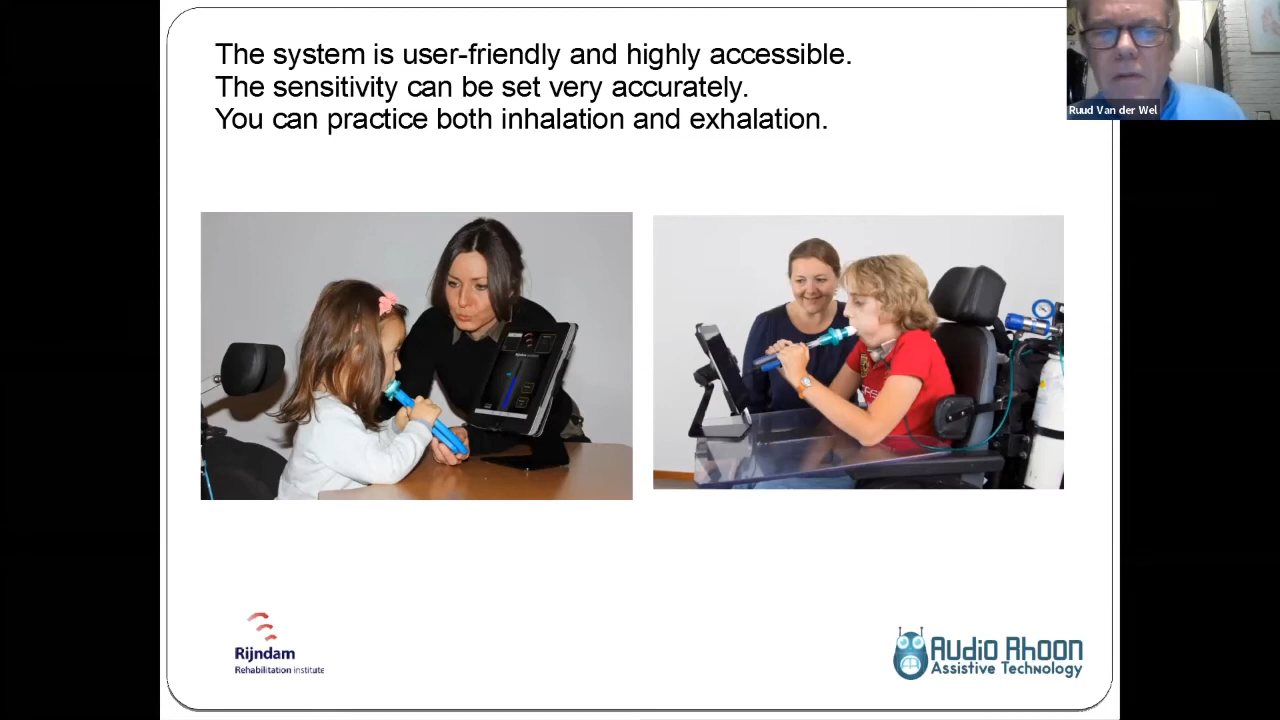 The system is user-friendly and highly accessible.
The sensitivity can be set very accurately.
You can practice both inhalation and exhalation.
Ruud Van der Wel
Rijndam
Rehabilitation institute
Audio Rhoon
Assistive Technology